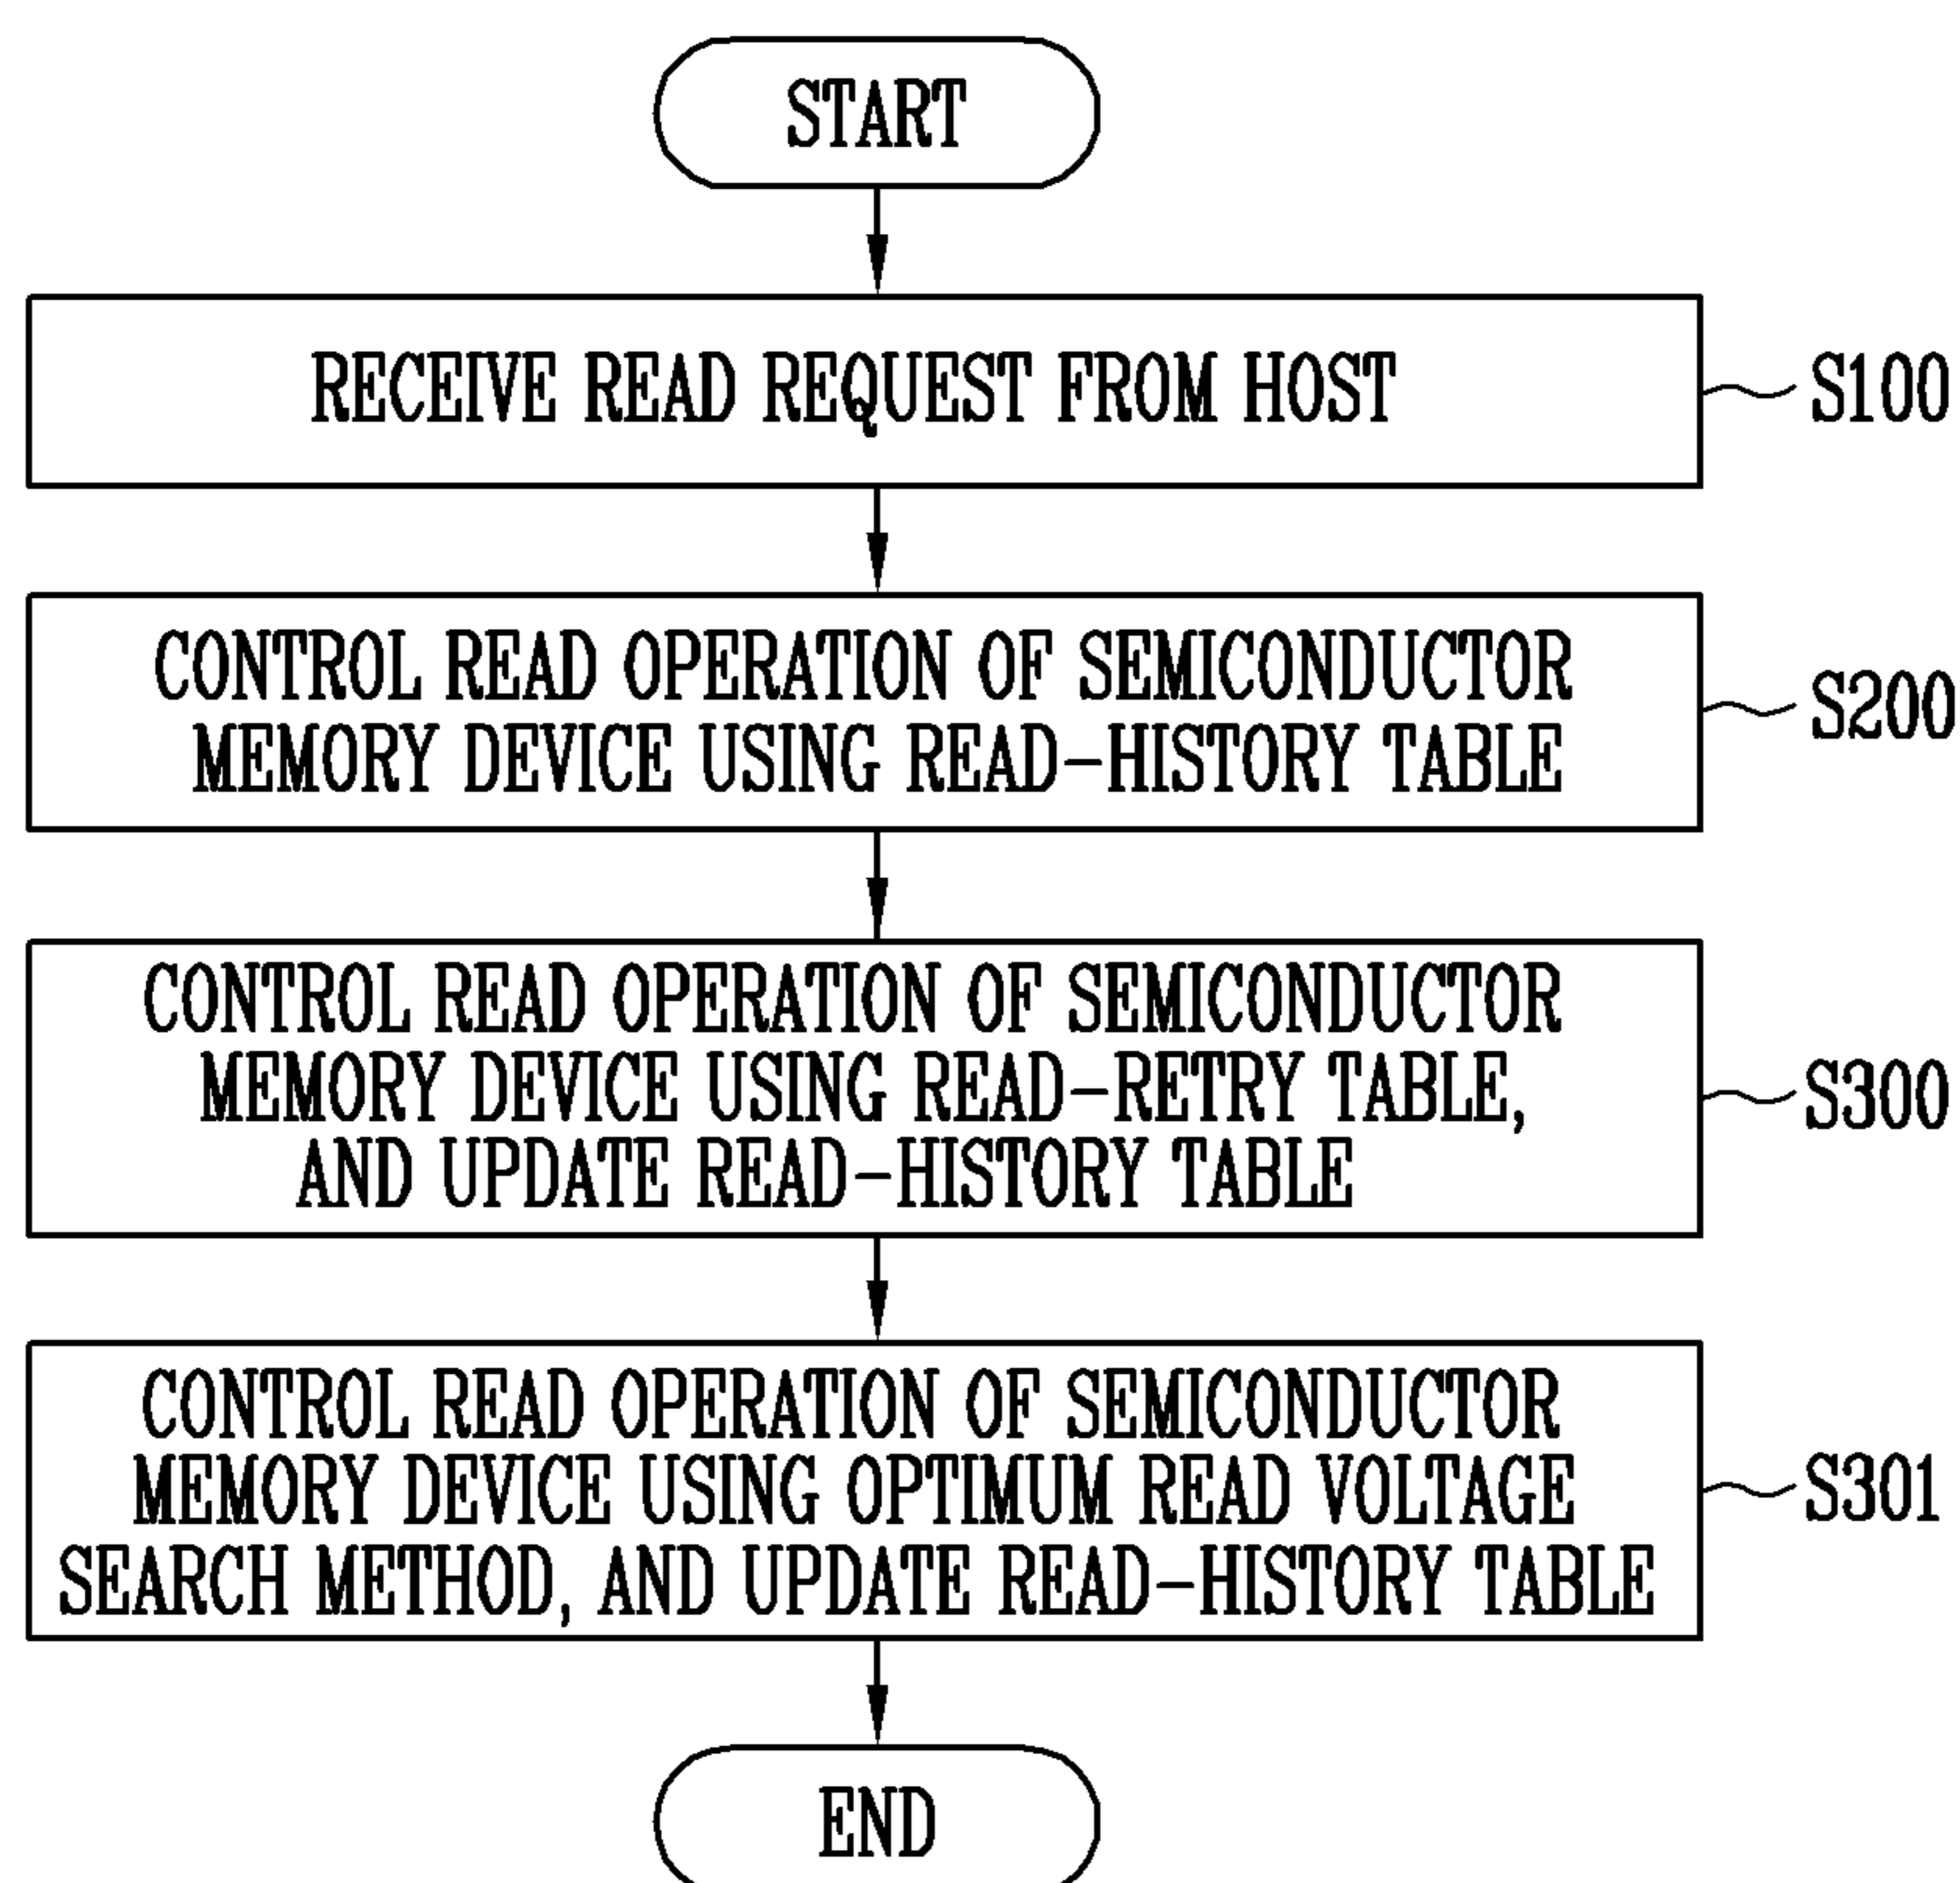 START
RECEIVE READ REQUEST FROM HOST
S100
CONTROL READ OPERATION OF SEMICONDUCTOR
MEMORY DEVICE USING READ-HISTORY TABLE
S200
CONTROL READ OPERATION OF SEMICONDUCTOR
MEMORY DEVICE USING READ-RETRY TABLE,
AND UPDATE READ-HISTORY TABLE
S300
CONTROL READ OPERATION OF SEMICONDUCTOR
MEMORY DEVICE USING OPTIMUM READ VOLTAGE
SEARCH METHOD, AND UPDATE READ-HISTORY TABLE
S301
END